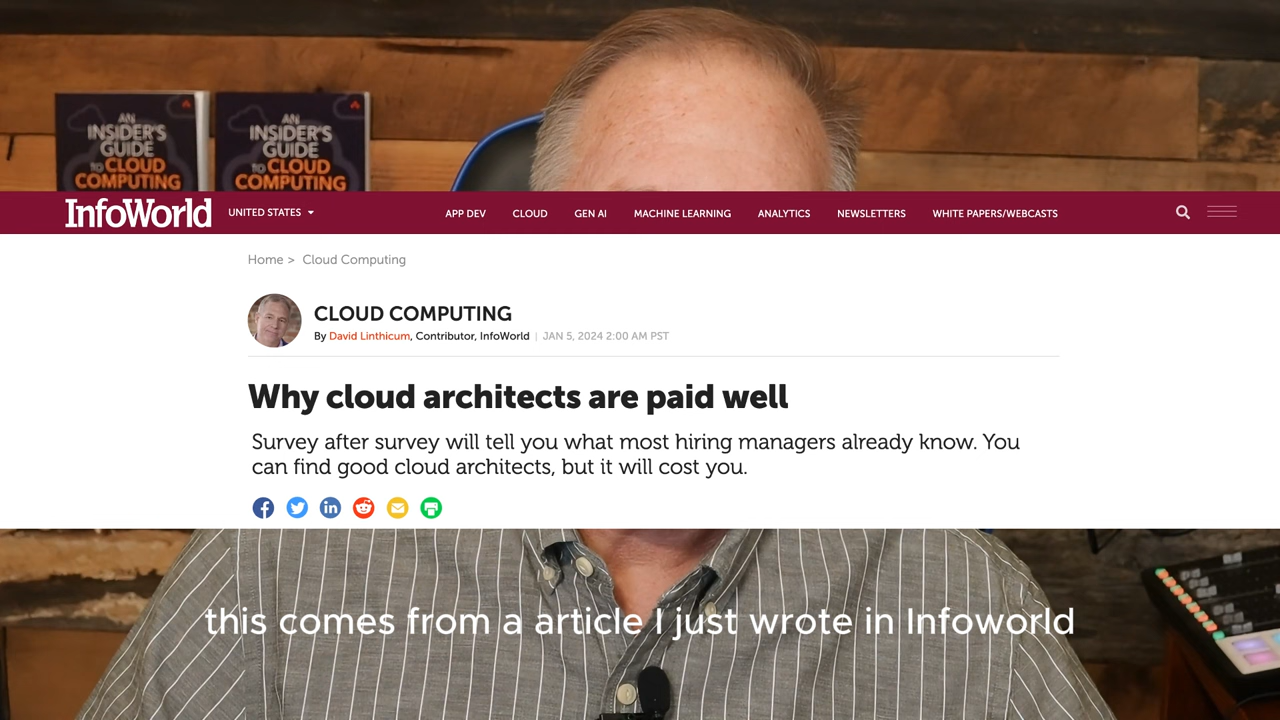 AN
INSIDER'S
GUIDE
TO CLOUD
COMPUTING
AN
INSIDER'S
GUIDE
TO CLOUD
COMPUTING
InfoWorld UNITED STATES APP DEV CLOUD GEN AI MACHINE LEARNING ANALYTICS NEWSLETTERS WHITE PAPERS/WEBCASTS
Home > Cloud Computing
CLOUD COMPUTING
By David Linthicum, Contributor, InfoWorld | JAN 5, 2024 2:00 AM PST
Why cloud architects are paid well
Survey after survey will tell you what most hiring managers already know. You
can find good cloud architects, but it will cost you.
this comes from a article I just wrote in Infoworld